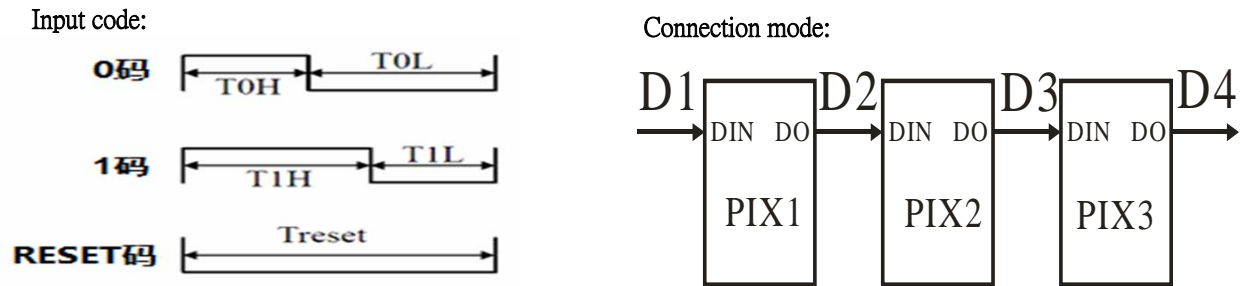 Input code:
0码
T0H
T0L
1码
T1H
T1L
RESET码
Treset
Connection mode:
D1 D2 D3 D4
DIN DO DIN DO DIN DO
PIX1 PIX2 PIX3